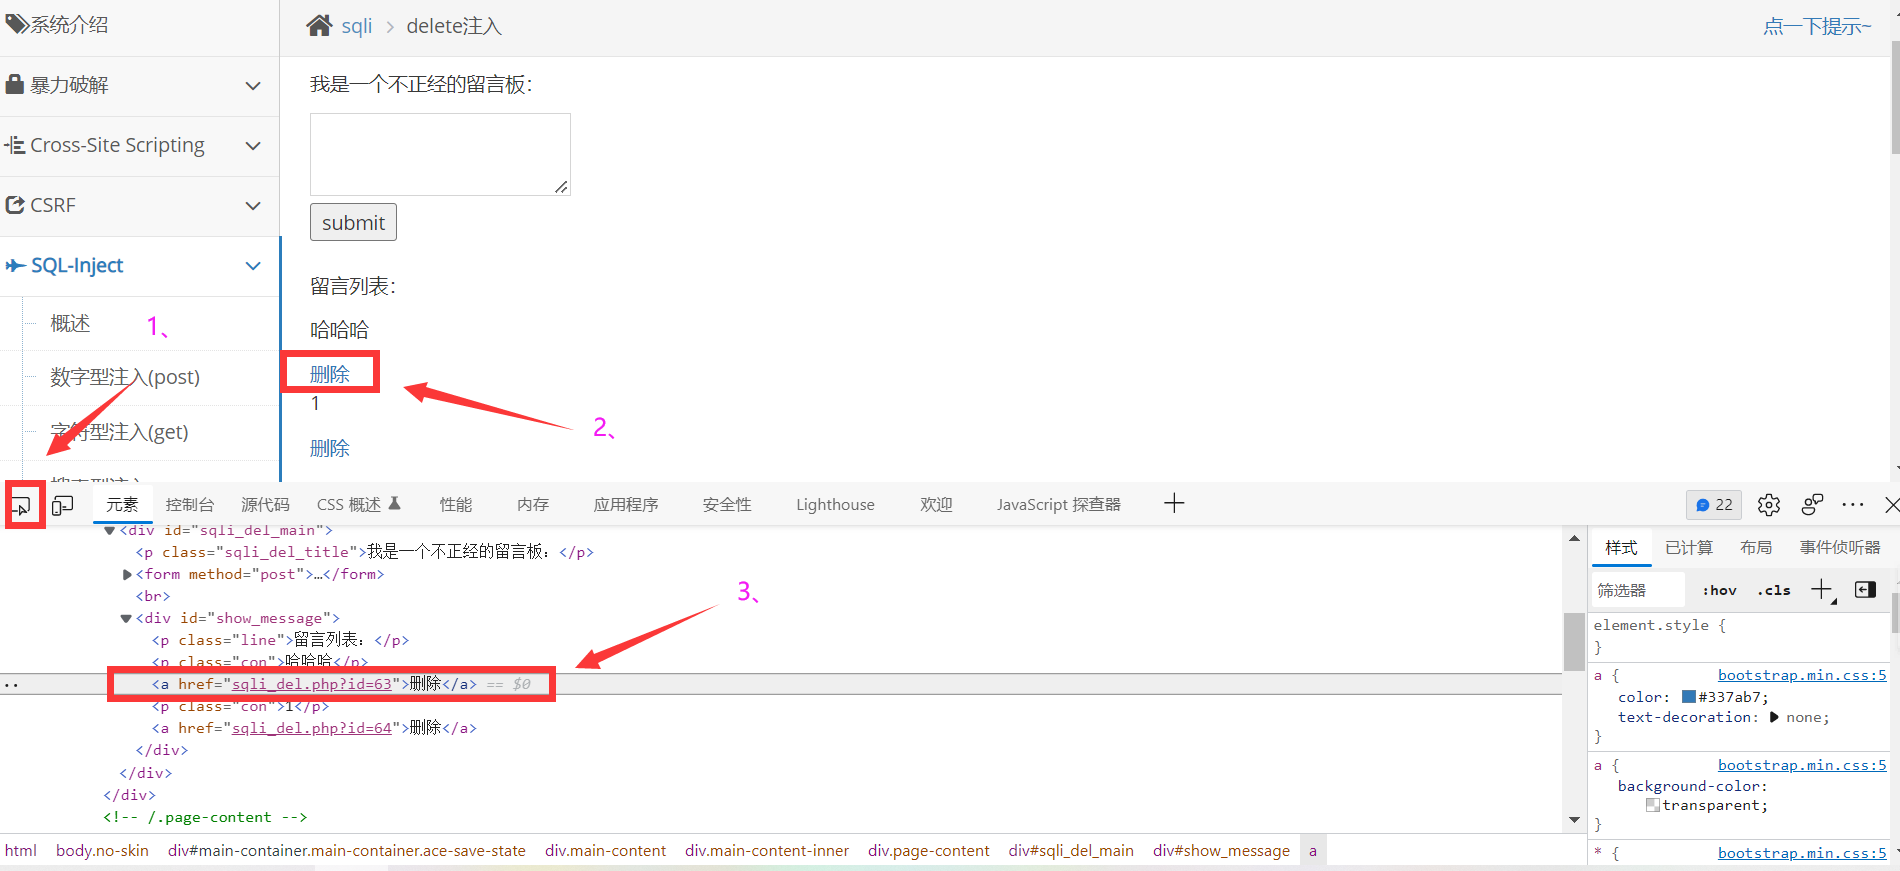 系统介绍
暴力破解
Cross-Site Scripting
CSRF
SQL-Inject
概述
1、
数字型注入(post)
字符型注入(get)
sqli
delete注入
点一下提示~
我是一个不正经的留言板：
submit
留言列表：
哈哈哈
删除
2、
1
删除
元素
控制台
源代码
CSS 概述
性能
内存
应用程序
安全性
Lighthouse
欢迎
JavaScript 探查器
22
<div id="sqli_del_main">
<p class="sqli_del_title">我是一个不正经的留言板：</p>
<form method="post">…</form>
<br>
<div id="show_message">
<p class="line">留言列表：</p>
<p class="con">哈哈哈</p>
3、
<a href="sqli_del.php?id=63">删除</a> == $0
<p class="con">1</p>
<a href="sqli_del.php?id=64">删除</a>
</div>
</div>
</div>
<!-- /.page-content -->
样式
已计算
布局
事件侦听器
筛选器
:hov
.cls
element.style {
}
a {
bootstrap.min.css:5
color: #337ab7;
text-decoration: none;
}
a {
bootstrap.min.css:5
background-color:
transparent;
}
* {
bootstrap.min.css:5
html
body.no-skin
div#main-container.main-container.ace-save-state
div.main-content
div.main-content-inner
div.page-content
div#sqli_del_main
div#show_message
a